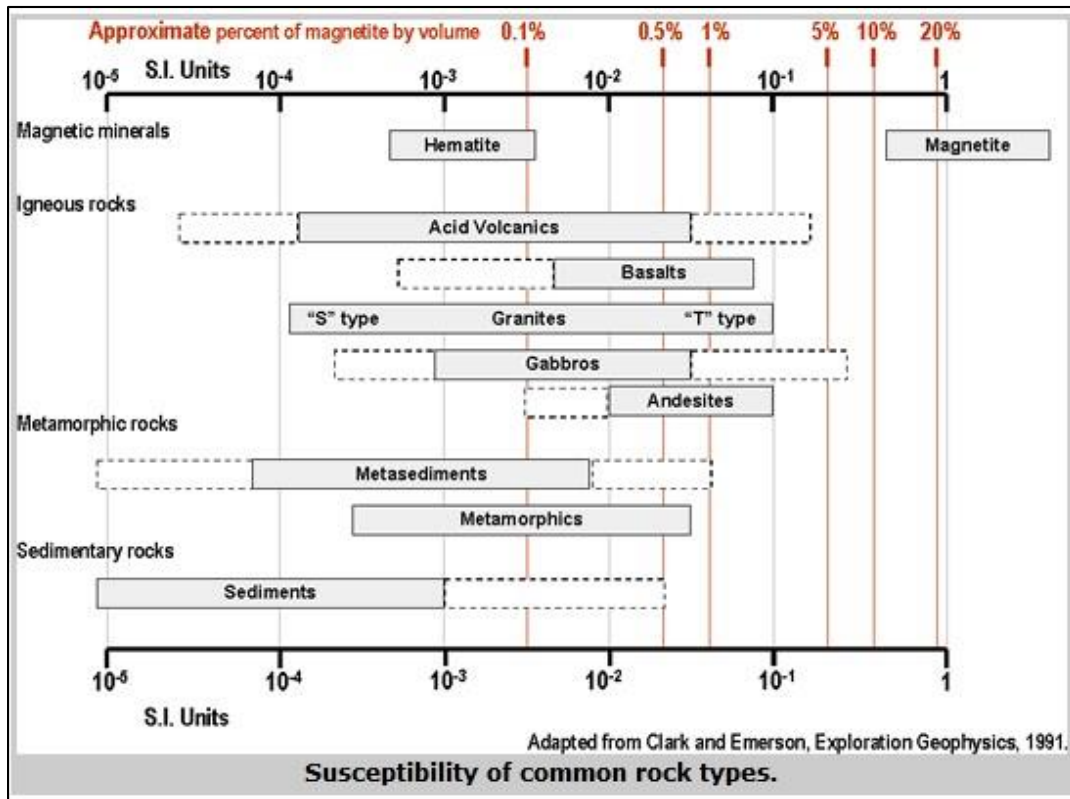 Approximate percent of magnetite by volume 0.1% 0.5% 1% 5% 10% 20%
10-5 S.I. Units 10-4 10-3 10-2 10-1 1
Magnetic minerals
Hematite Magnetite
Igneous rocks
Acid Volcanics
Basalts
"S" type Granites "T" type
Gabbros
Andesites
Metamorphic rocks
Metasediments
Metamorphics
Sedimentary rocks
Sediments
10-5 10-4 10-3 10-2 10-1 1
S.I. Units
Adapted from Clark and Emerson, Exploration Geophysics, 1991.
Susceptibility of common rock types.